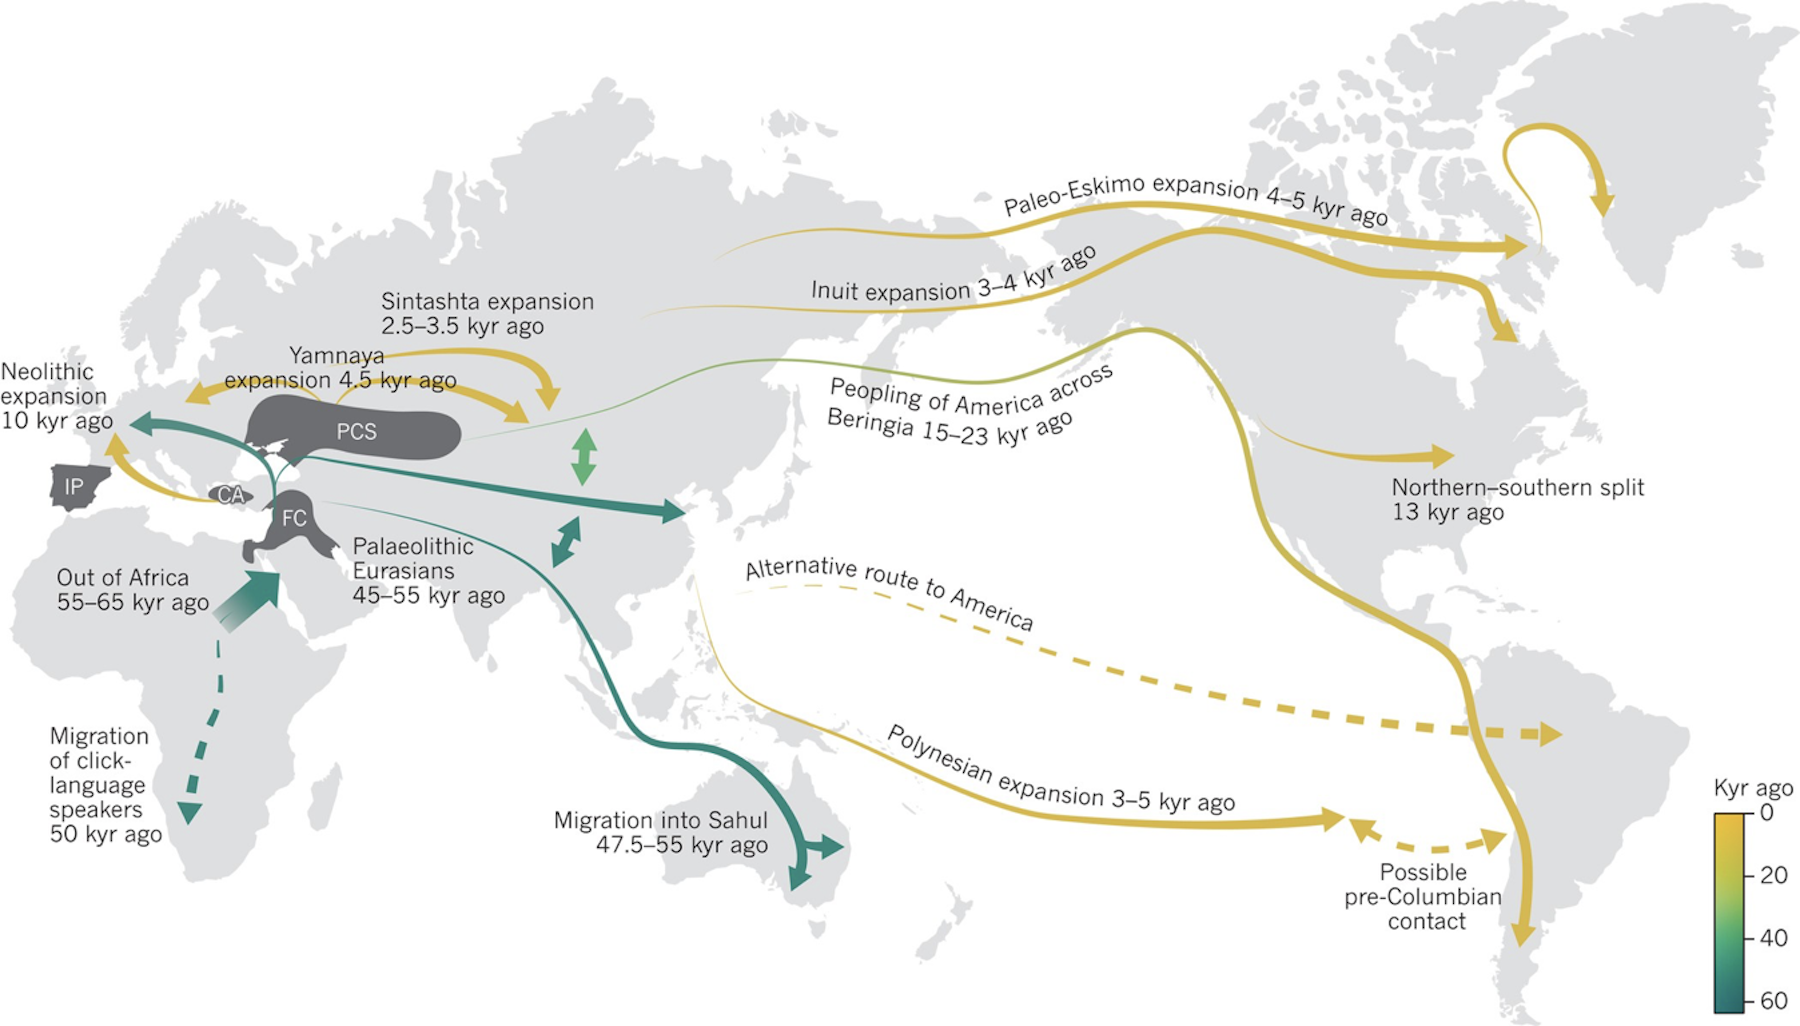 Paleo-Eskimo expansion 4–5 kyr ago
Inuit expansion 3–4 kyr ago
Sintashta expansion
2.5–3.5 kyr ago
Yamnaya
expansion 4.5 kyr ago
Neolithic
expansion
10 kyr ago
PCS
Peopling of America across
Beringia 15–23 kyr ago
IP
CA
FC
Northern–southern split
13 kyr ago
Palaeolithic
Eurasians
45–55 kyr ago
Out of Africa
55–65 kyr ago
Alternative route to America
Migration
of click-
language
speakers
50 kyr ago
Polynesian expansion 3–5 kyr ago
Migration into Sahul
47.5–55 kyr ago
Possible
pre-Columbian
contact
Kyr ago
0
20
40
60